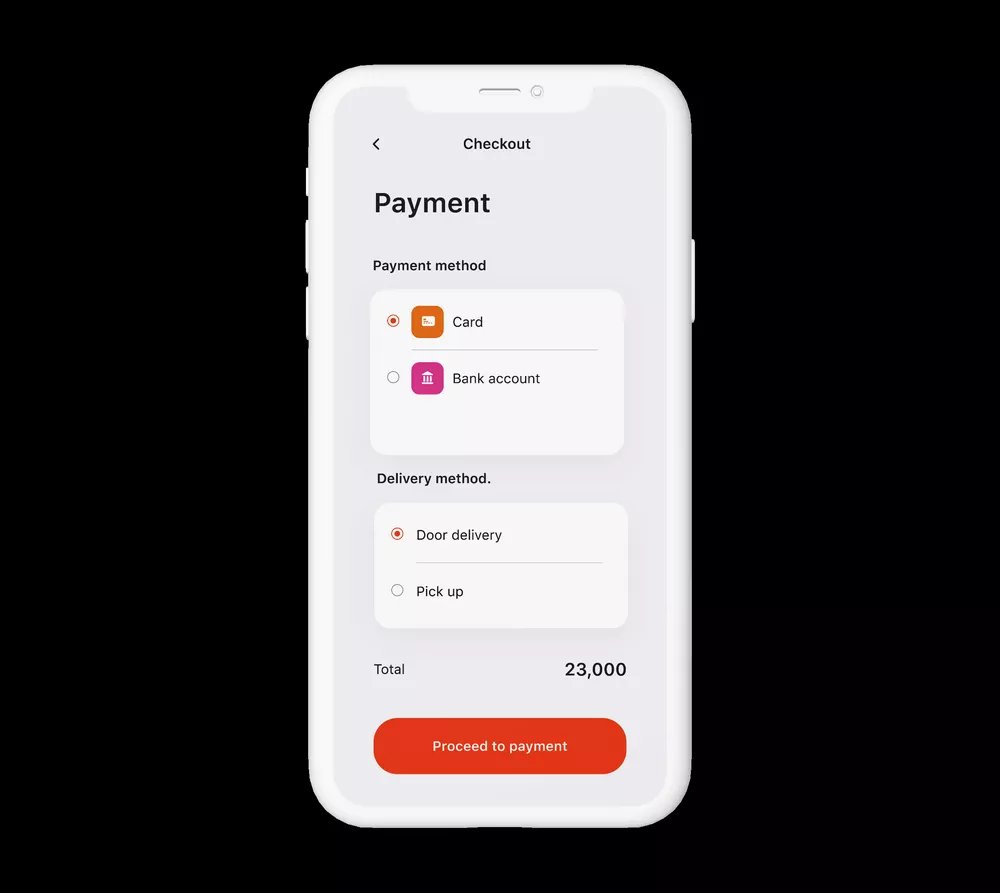 Checkout
Payment
Payment method
Card
Bank account
Delivery method.
Door delivery
Pick up
Total 23,000
Proceed to payment